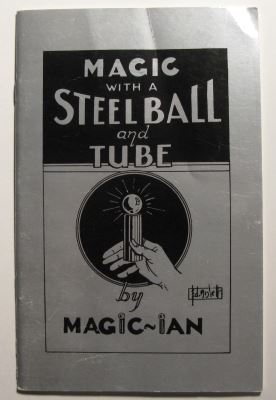 MAGIC
WITH A
STEEL BALL
and
TUBE
by
MAGIC~IAN